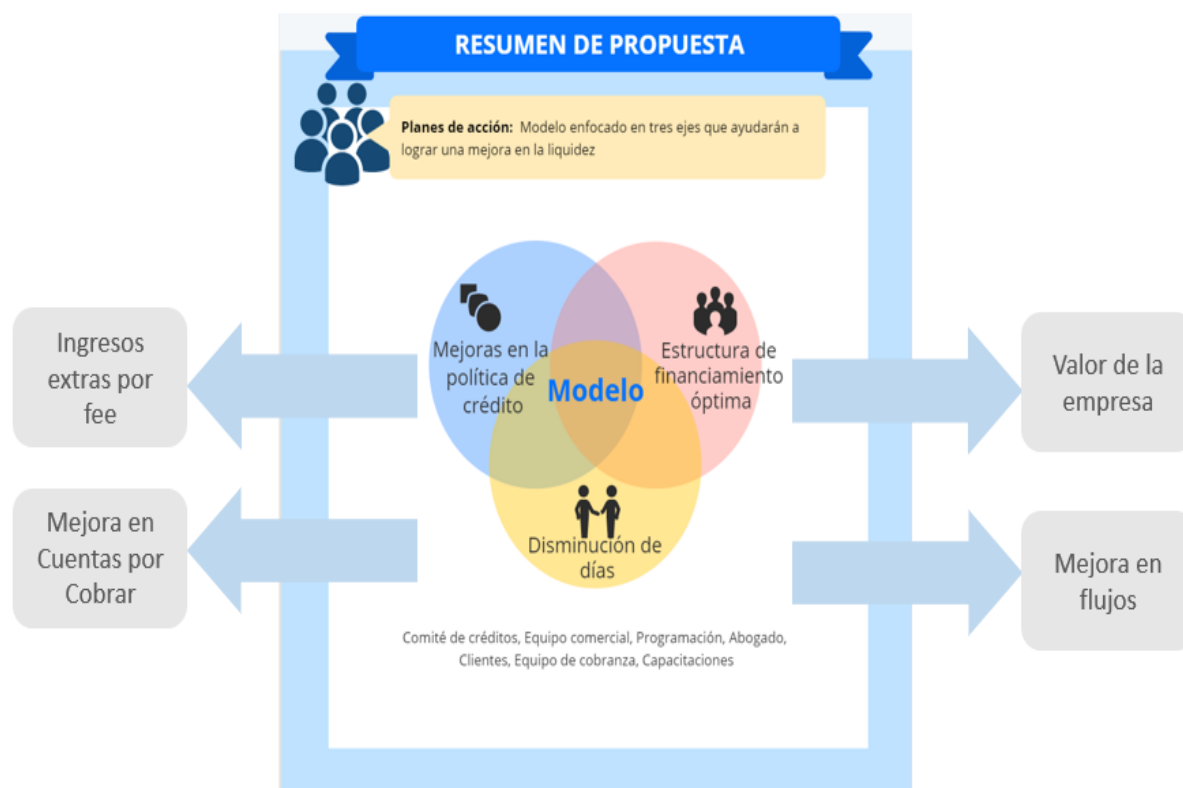 RESUMEN DE PROPUESTA
Planes de acción: Modelo enfocado en tres ejes que ayudarán a
lograr una mejora en la liquidez
Ingresos
extras por
fee
Mejora en
Cuentas por
Cobrar
Mejoras en la
política de
crédito
Modelo
Estructura de
financiamiento
óptima
Disminución de
días
Valor de la
empresa
Mejora en
flujos
Comité de créditos, Equipo comercial, Programación, Abogado,
Clientes, Equipo de cobranza, Capacitaciones